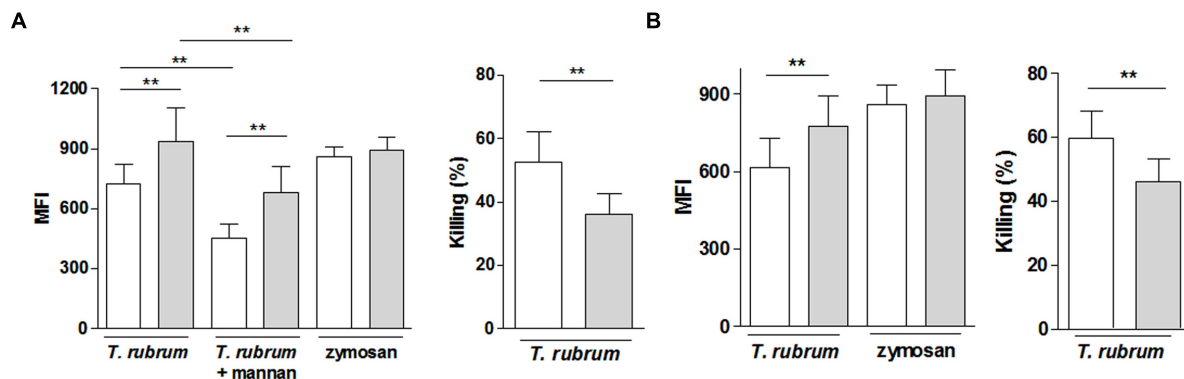 A
**
**
**
**
1200
900
600
300
0
MFI
T. rubrum
T. rubrum
+ mannan
zymosan
**
80
60
40
20
0
Killing (%)
T. rubrum
B
**
900
600
300
0
MFI
T. rubrum
zymosan
**
80
60
40
20
0
Killing (%)
T. rubrum